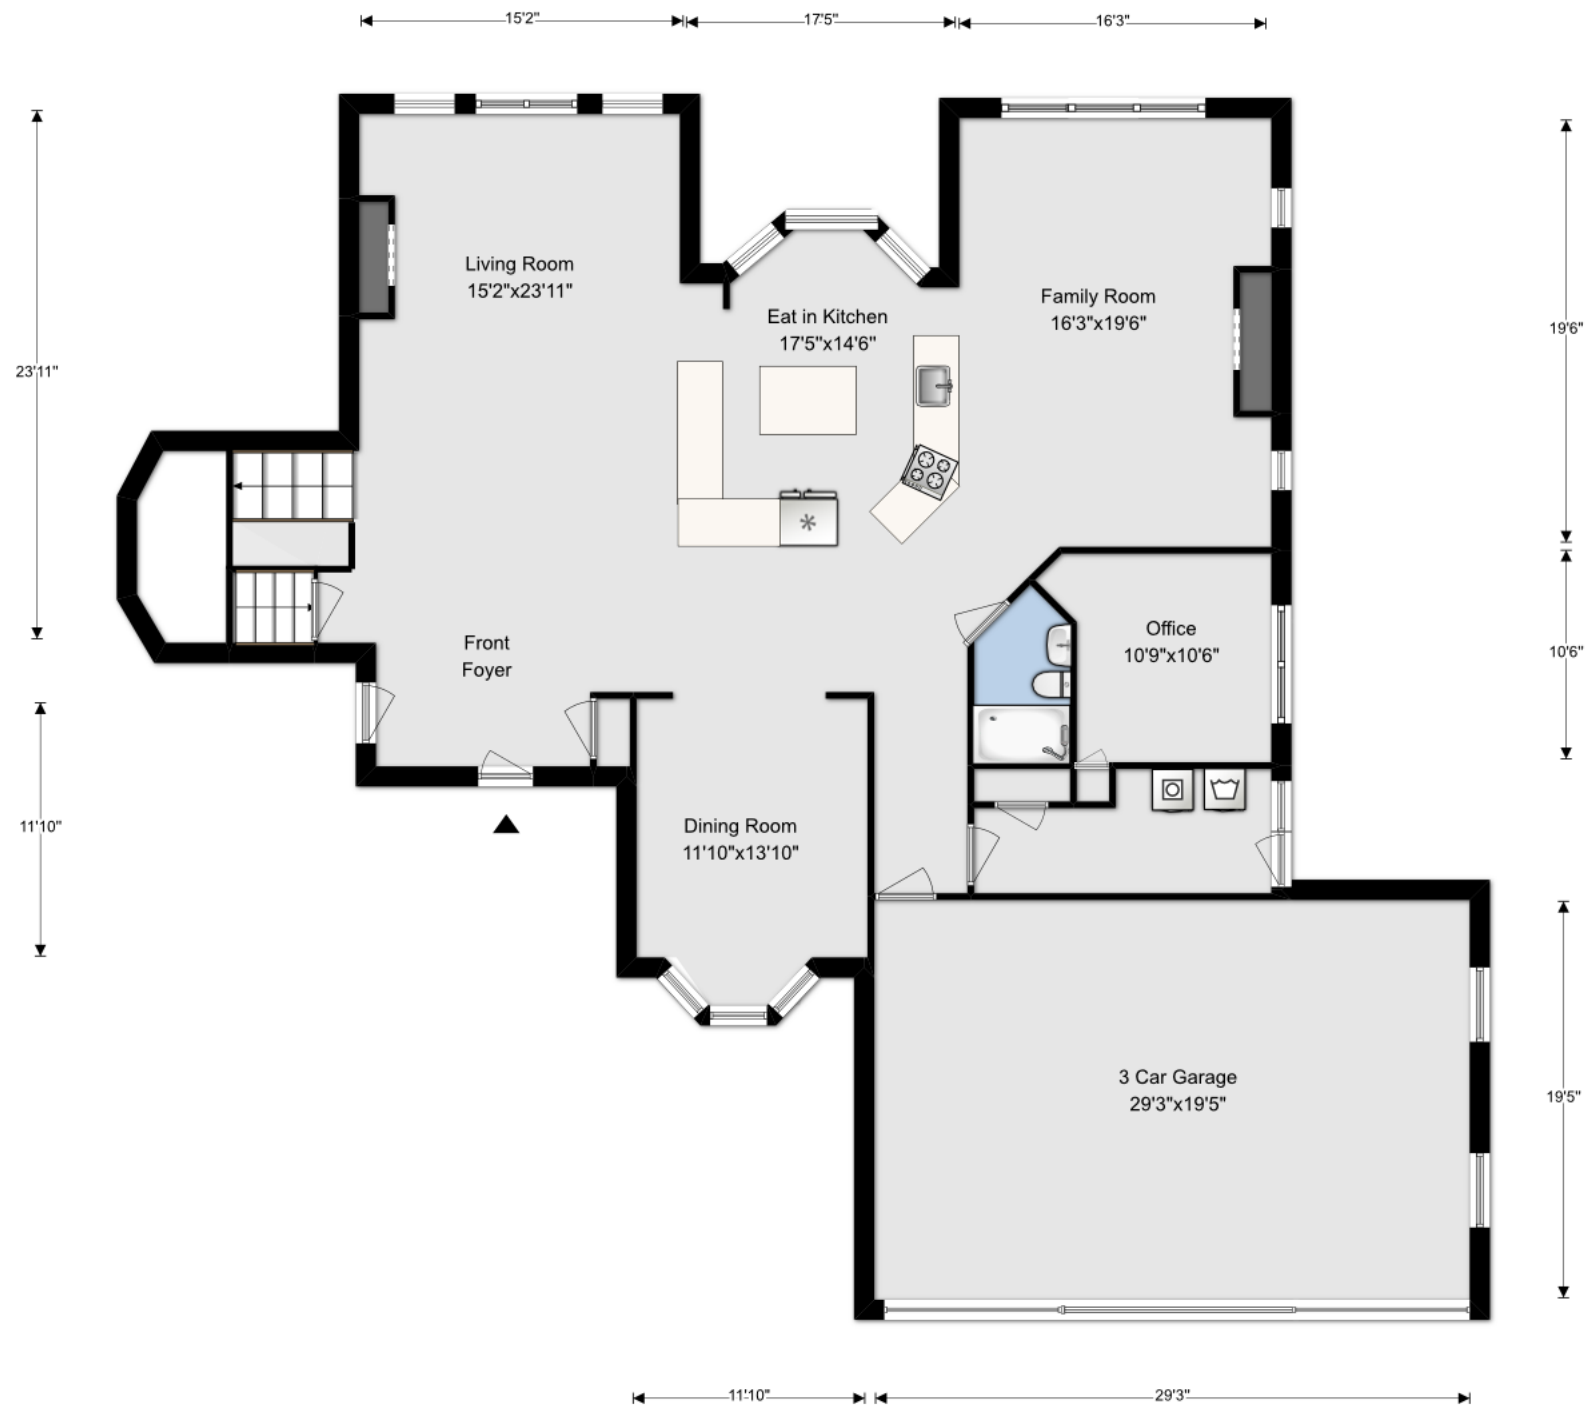 15'2"
17'5"
16'3"
Living Room
15'2"x23'11"
Family Room
16'3"x19'6"
Eat in Kitchen
17'5"x14'6"
19'6"
23'11"
Front
Foyer
Office
10'9"x10'6"
10'6"
11'10"
Dining Room
11'10"x13'10"
3 Car Garage
29'3"x19'5"
19'5"
11'10"
29'3"